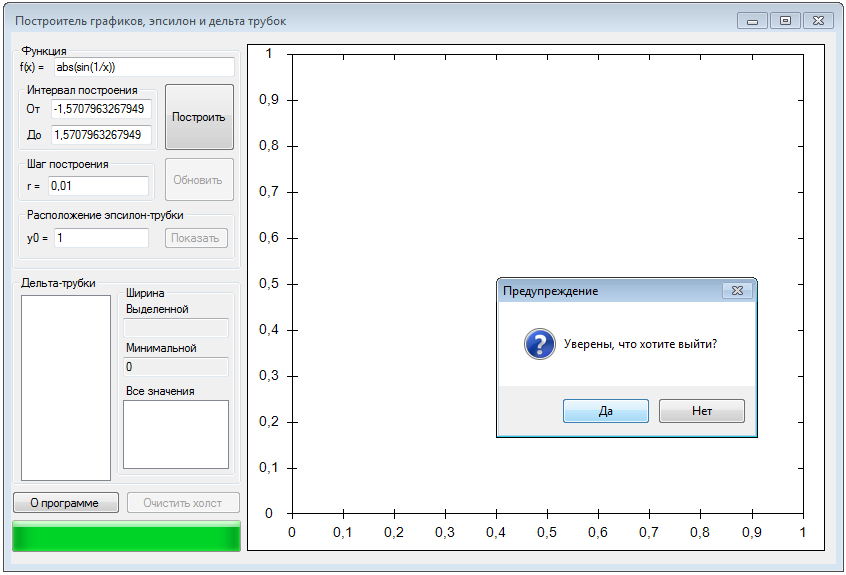 Построитель графиков, эпсилон и дельта трубок
Функция
f(x) = abs(sin(1/x))
Интервал построения
От -1,5707963267949
До 1,5707963267949
Построить
Шаг построения
r = 0,01
Обновить
Расположение эпсилон-трубки
y0 = 1
Показать
Дельта-трубки
Ширина
Выделенной
Минимальной
0
Все значения
О программе
Очистить холст
1
0,9
0,8
0,7
0,6
0,5
0,4
0,3
0,2
0,1
0
0 0,1 0,2 0,3 0,4 0,5 0,6 0,7 0,8 0,9 1
Предупреждение
?
Уверены, что хотите выйти?
Да Нет